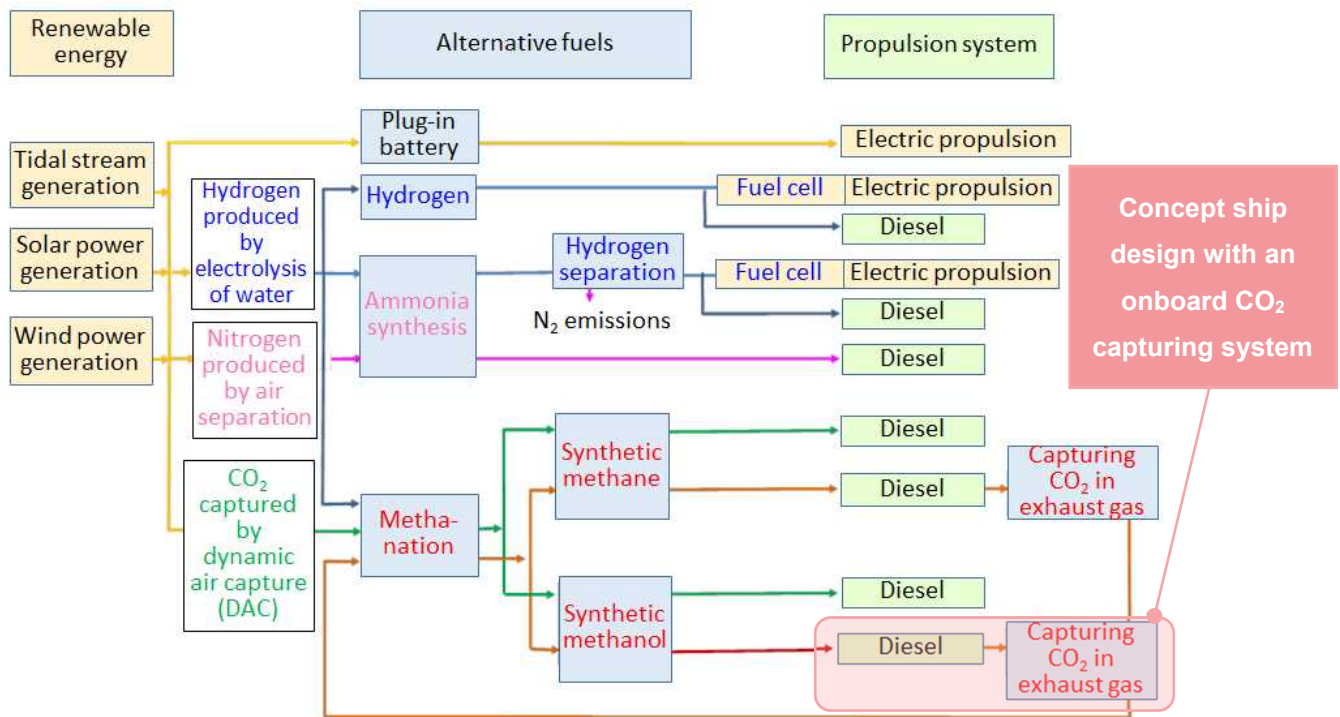 Renewable
energy
Alternative fuels
Propulsion system
Plug-in
battery
Electric propulsion
Tidal stream
generation
Hydrogen
produced
by
electrolysis
of water
Hydrogen
Fuel cell
Electric propulsion
Diesel
Concept ship
design with an
onboard CO₂
capturing system
Solar power
generation
Hydrogen
separation
Fuel cell
Electric propulsion
Ammonia
synthesis
N₂ emissions
Diesel
Wind power
generation
Nitrogen
produced
by air
separation
Diesel
Synthetic
methane
Diesel
Diesel
Capturing
CO₂ in
exhaust gas
CO₂
captured
by
dynamic
air capture
(DAC)
Metha-
nation
Synthetic
methanol
Diesel
Diesel
Capturing
CO₂ in
exhaust gas